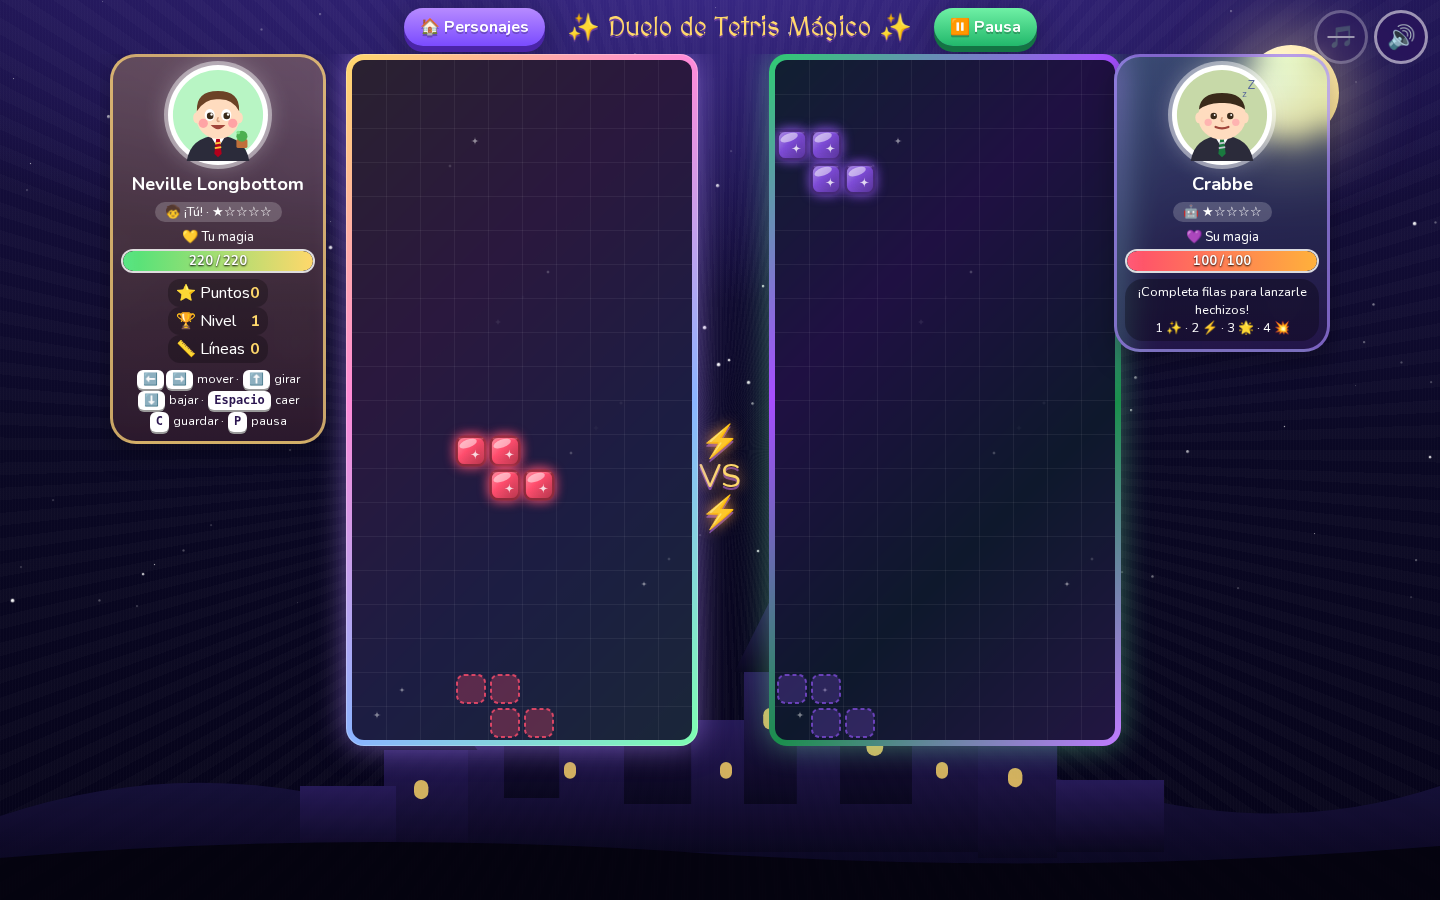 🏠 Personajes
✨ Duelo de Tetris Mágico ✨
⏸️ Pausa
Neville Longbottom
🧒 ¡Tú! · ★☆☆☆☆
💛 Tu magia
220 / 220
⭐ Puntos 0
🏆 Nivel 1
📏 Líneas 0
⬅️ ➡️ mover · ⬆️ girar
⬇️ bajar · Espacio caer
C guardar · P pausa
⚡
VS
⚡
z Z
Crabbe
🤖 ★☆☆☆☆
💜 Su magia
100 / 100
¡Completa filas para lanzarle
hechizos!
1 ✨ · 2 ⚡ · 3 🌟 · 4 💥